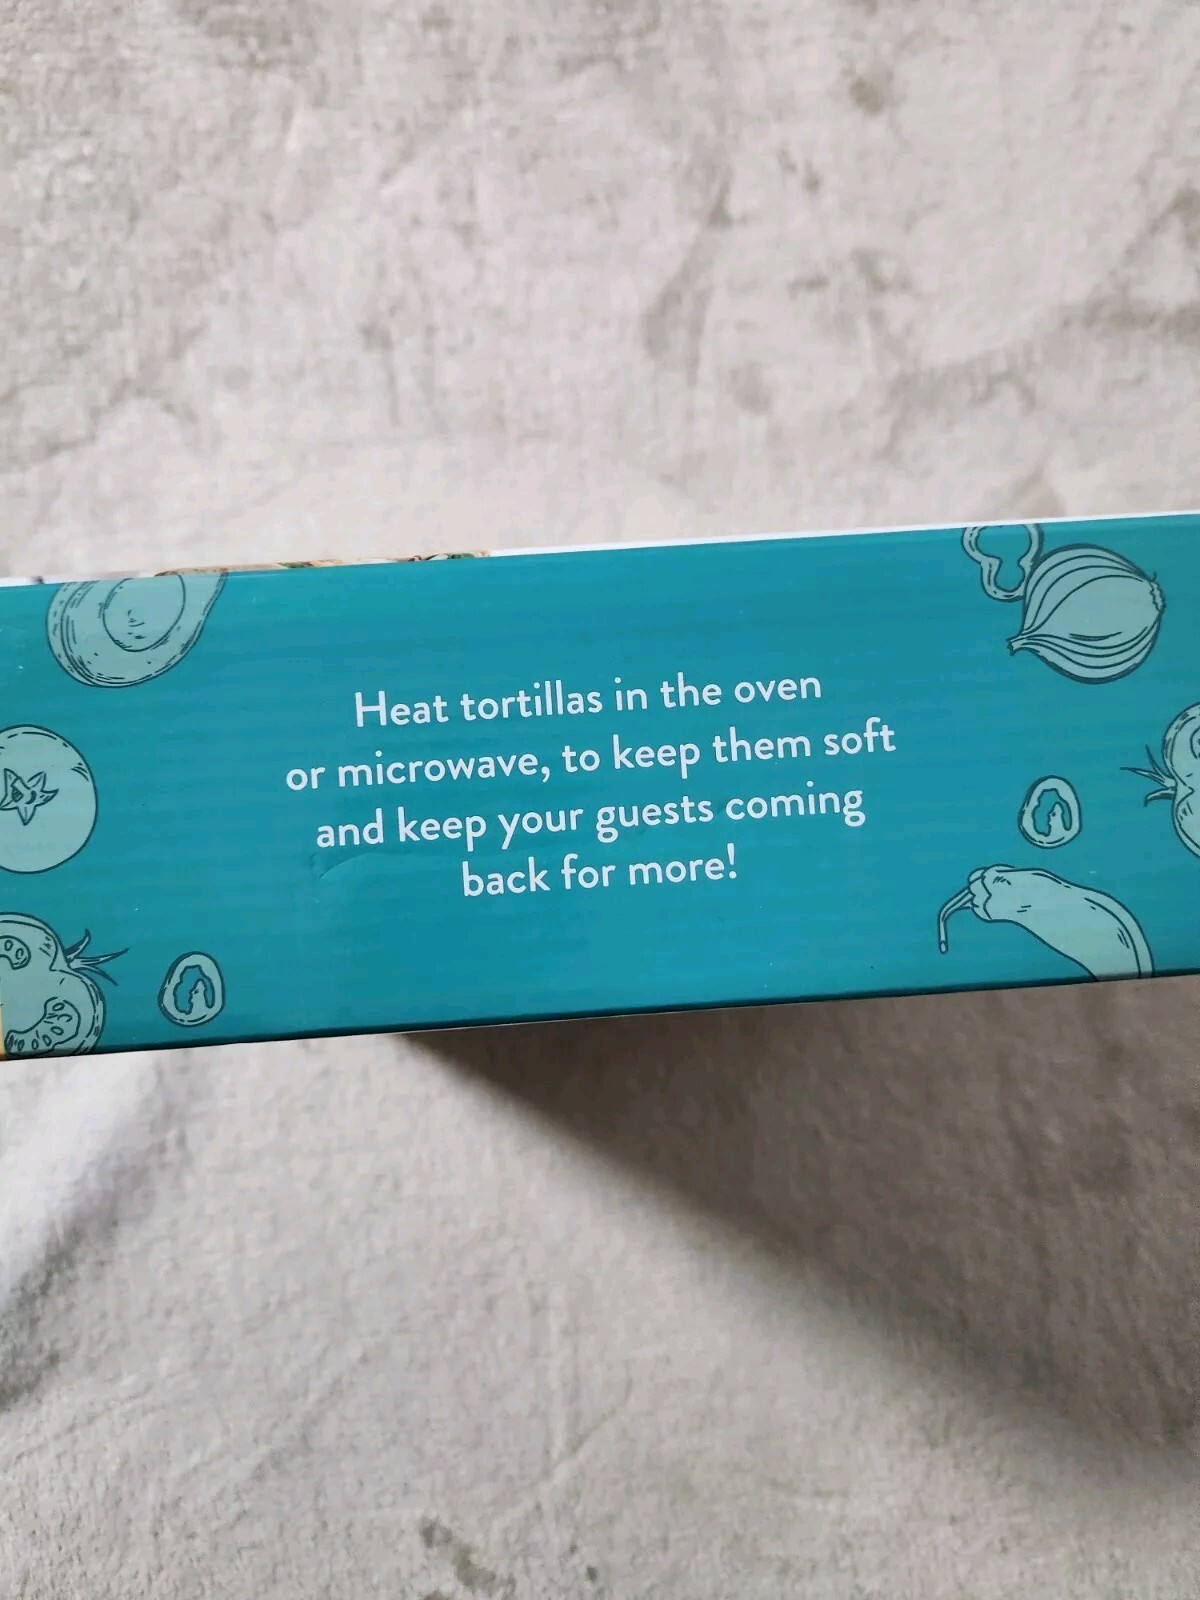 Heat tortillas in the oven
or microwave, to keep them soft
and keep your guests coming
back for more!